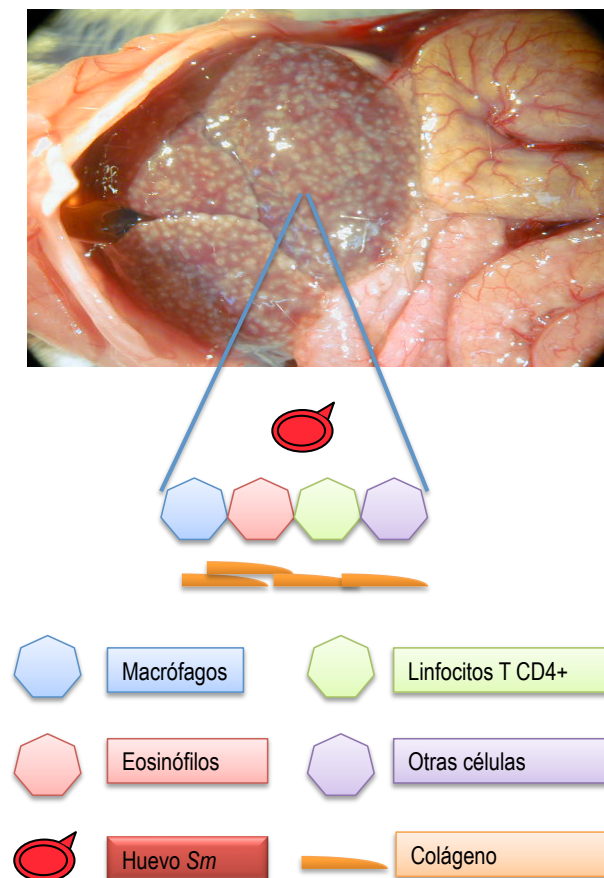 Macrófagos
Linfocitos T CD4+
Eosinófilos
Otras células
Huevo Sm
Colágeno